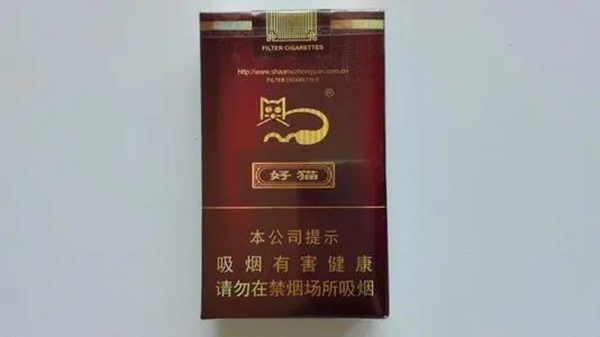 FILTER CIGARETTES
http://www.shaanxizhongyan.com.cn
FILTER CIGARETTES
®
好猫
本公司提示
吸烟有害健康
请勿在禁烟场所吸烟